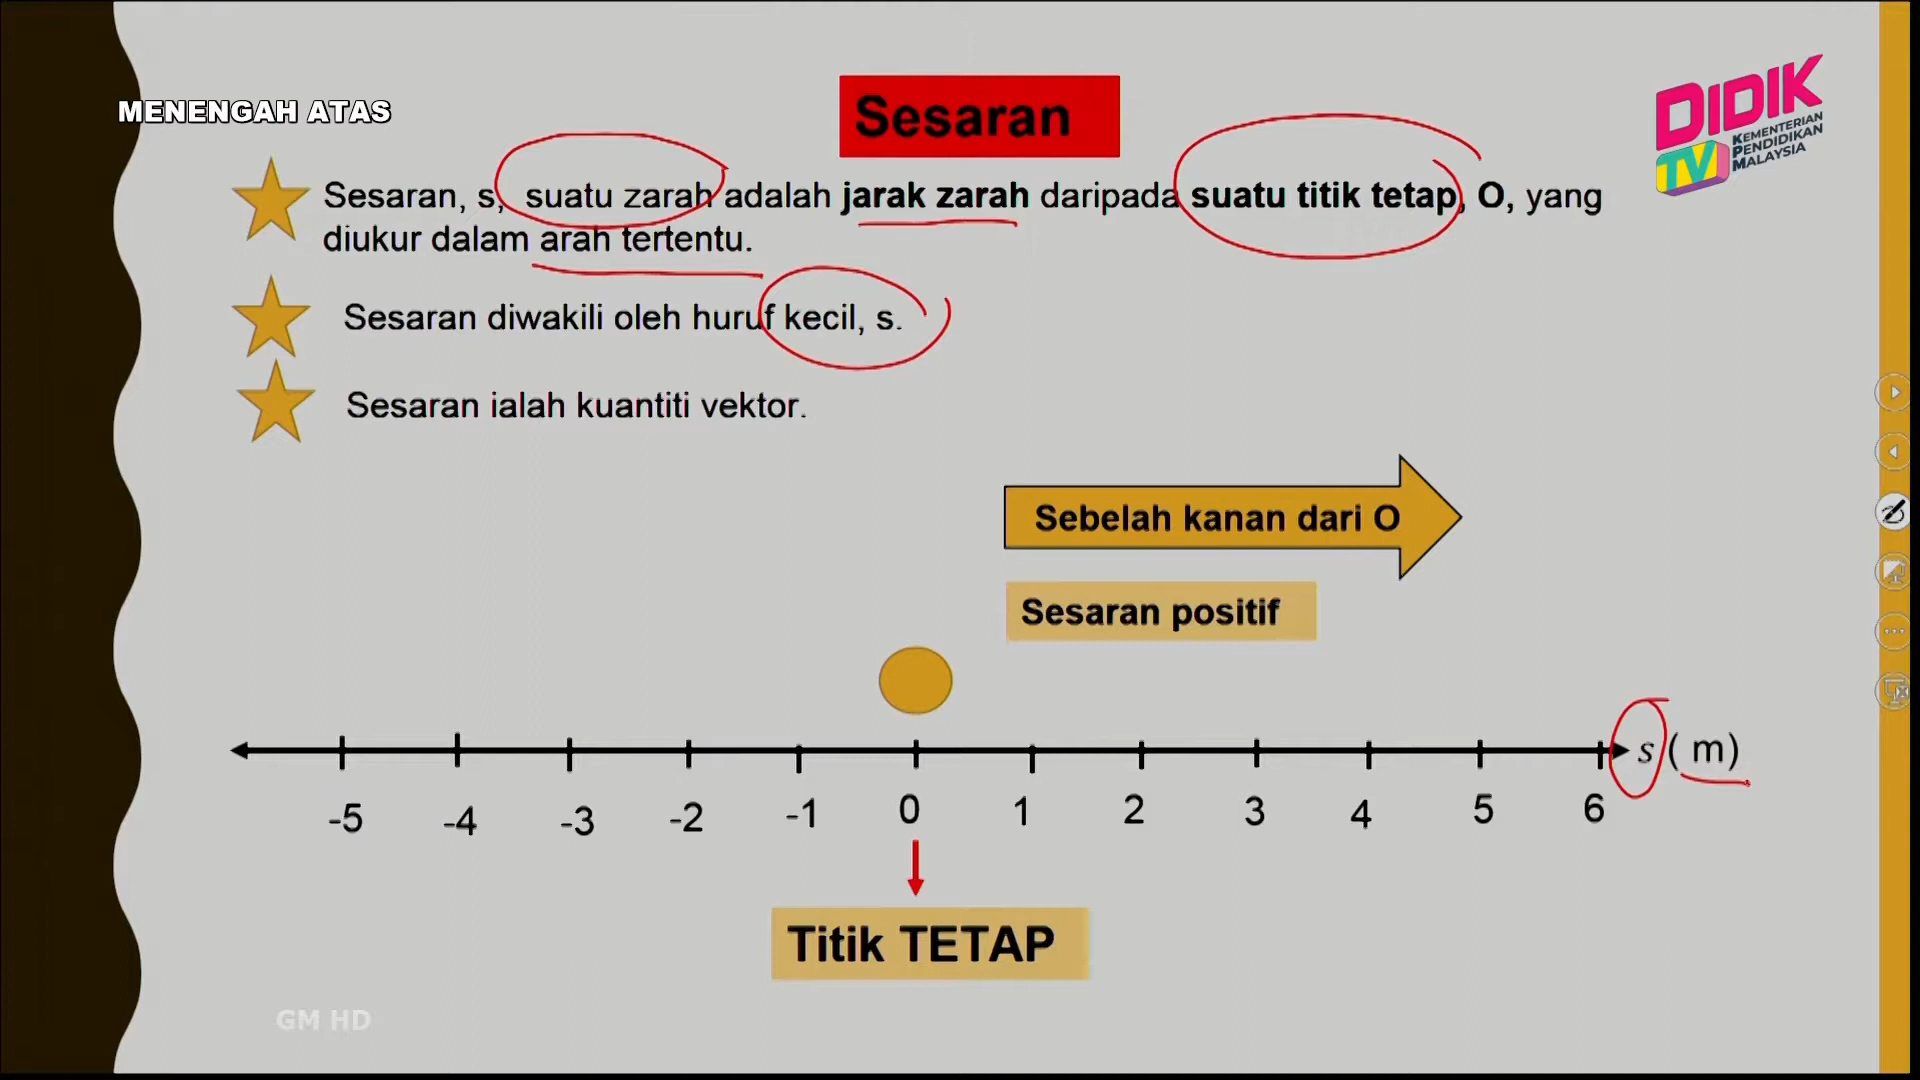 MENENGAH ATAS
Sesaran
DIDIK
TV
KEMENTERIAN
PENDIDIKAN
MALAYSIA
Sesaran, s, suatu zarah adalah jarak zarah daripada suatu titik tetap, O, yang
diukur dalam arah tertentu.
Sesaran diwakili oleh huruf kecil, s.
Sesaran ialah kuantiti vektor.
Sebelah kanan dari O
Sesaran positif
s ( m)
-5 -4 -3 -2 -1 0 1 2 3 4 5 6
Titik TETAP
GM HD